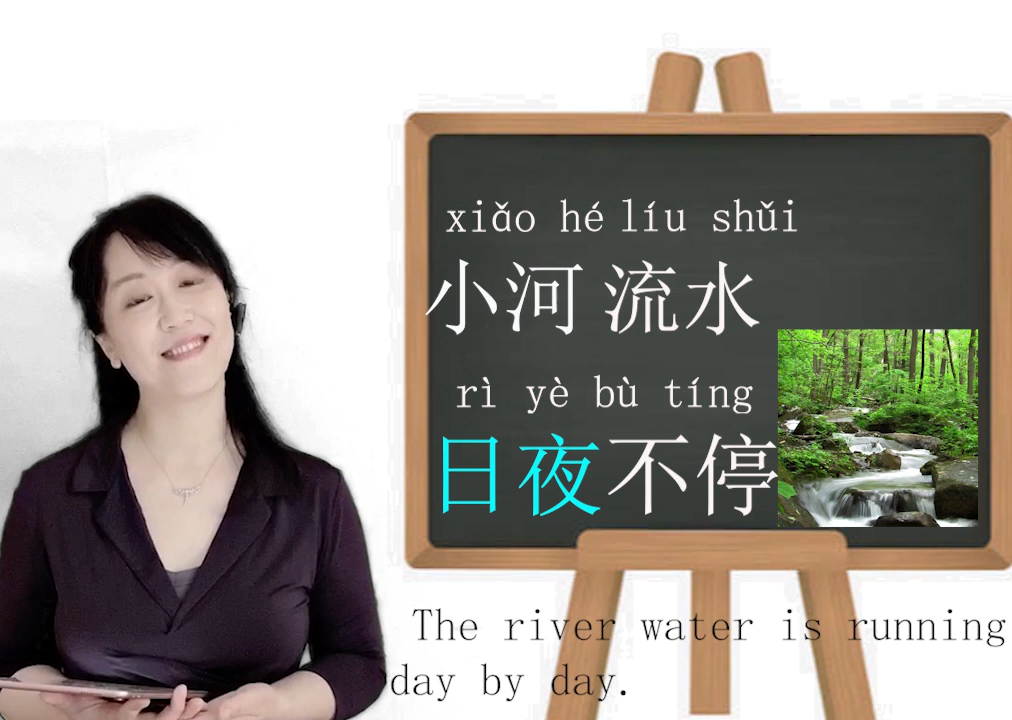 xiǎo hé líu shǔi
小河 流水
rì yè bù tíng
日夜不停
The river water is running
day by day.